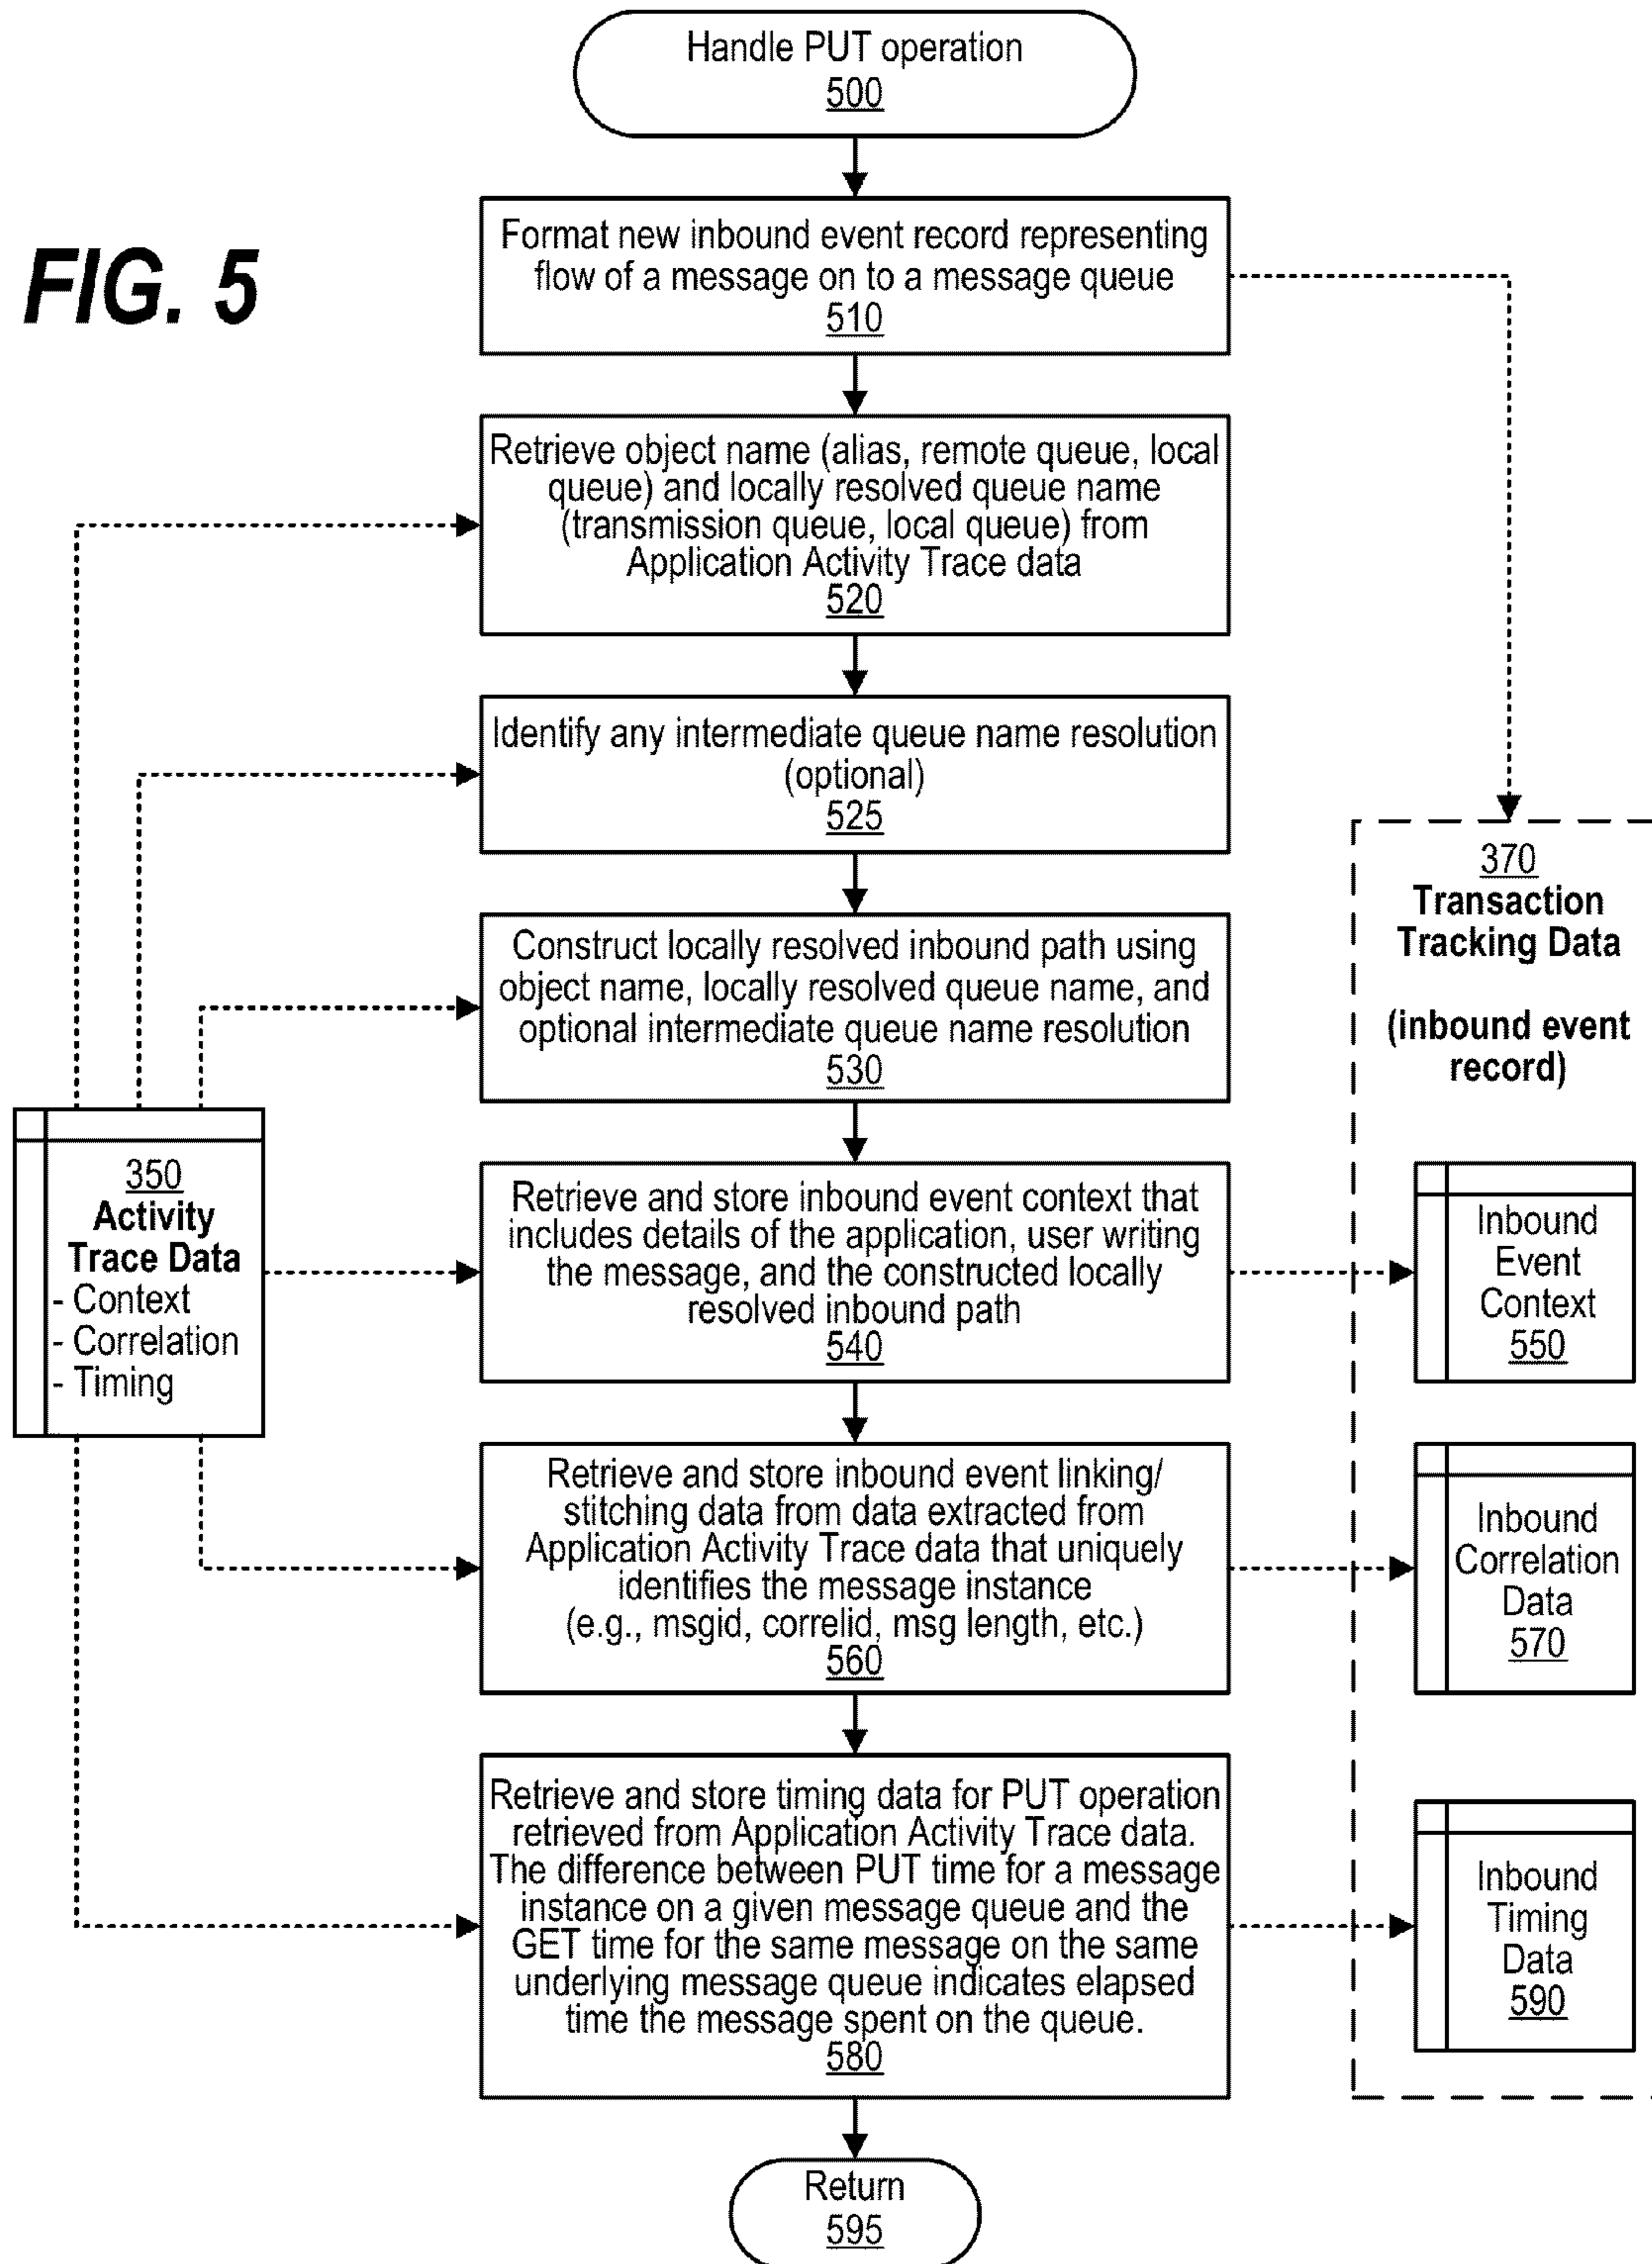 Handle PUT operation
500
FIG. 5
Format new inbound event record representing
flow of a message on to a message queue
510
Retrieve object name (alias, remote queue, local
queue) and locally resolved queue name
(transmission queue, local queue) from
Application Activity Trace data
520
Identify any intermediate queue name resolution
(optional)
525
Construct locally resolved inbound path using
object name, locally resolved queue name, and
optional intermediate queue name resolution
530
370
Transaction
Tracking Data
(inbound event
record)
350
Activity
Trace Data
- Context
- Correlation
- Timing
Retrieve and store inbound event context that
includes details of the application, user writing
the message, and the constructed locally
resolved inbound path
540
Inbound
Event
Context
550
Retrieve and store inbound event linking/
stitching data from data extracted from
Application Activity Trace data that uniquely
identifies the message instance
(e.g., msgid, correlid, msg length, etc.)
560
Inbound
Correlation
Data
570
Retrieve and store timing data for PUT operation
retrieved from Application Activity Trace data.
The difference between PUT time for a message
instance on a given message queue and the
GET time for the same message on the same
underlying message queue indicates elapsed
time the message spent on the queue.
580
Inbound
Timing
Data
590
Return
595